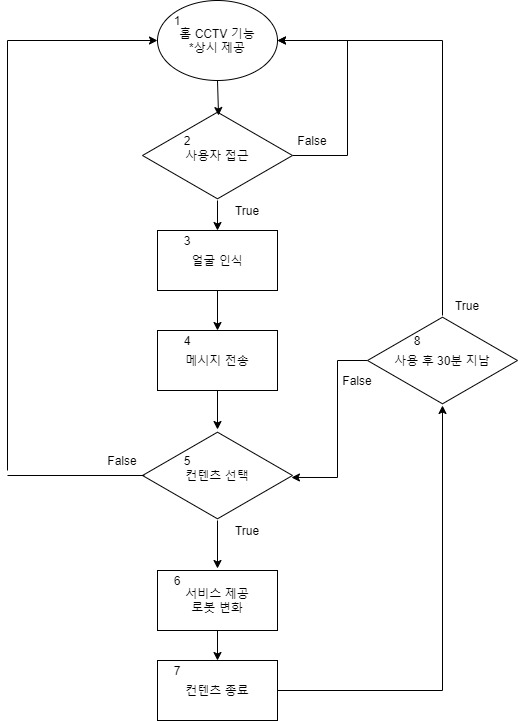 1
홈 CCTV 기능
*상시 제공
2
사용자 접근
False
True
3
얼굴 인식
4
메시지 전송
True
8
사용 후 30분 지남
False
5
컨텐츠 선택
False
True
6
서비스 제공
로봇 변화
7
컨텐츠 종료